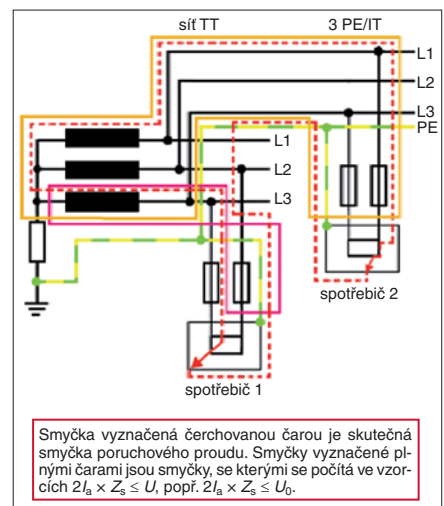 síť TT 3 PE/IT
L1
L2
L3
PE
L1
L2
L3
spotřebič 2
spotřebič 1
Smyčka vyznačená čerchovanou čarou je skutečná
smyčka poruchového proudu. Smyčky vyznačené pl-
nými čarami jsou smyčky, se kterými se počítá ve vzor-
cích 2Ia × Zs ≤ U, popř. 2Ia × Zs ≤ U0.